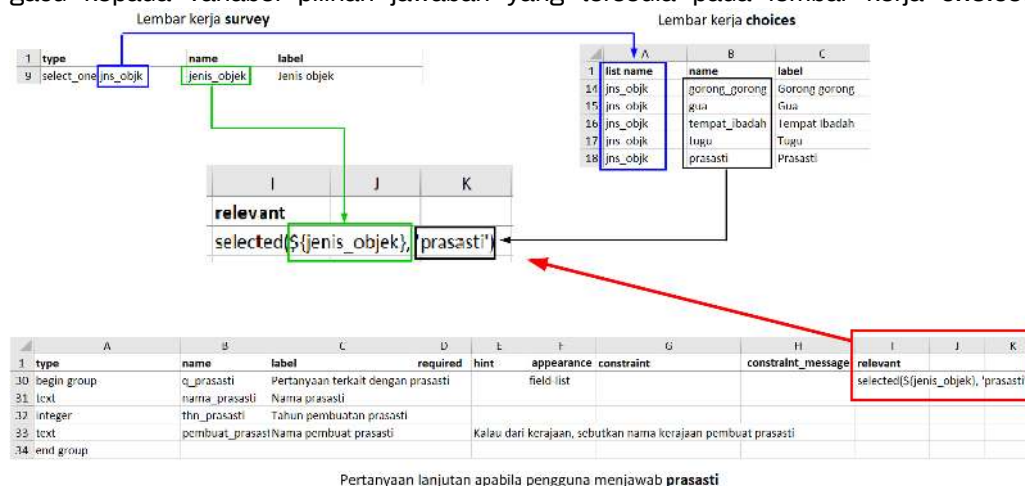 kepada variabel pilihan jawaban yang tersedia pada lembar kerja
Lembar kerja survey
Lembar kerja choices
1 type name label
9 select_one jns_objk jenis_objek Jenis objek
A B C
1 list name name label
14 jns_objk gorong_gorong Gorong gorong
15 jns_objk gua Gua
16 jns_objk tempat_ibadah Tempat Ibadah
17 jns_objk tugu Tugu
18 jns_objk prasasti Prasasti
I J K
relevant
selected(${jenis_objek}, 'prasasti')
A B C D E F G H I J K
1 type name label required hint appearance constraint constraint_message relevant
30 begin group q_prasasti Pertanyaan terkait dengan prasasti field-list selected(${jenis_objek}, 'prasasti'
31 text nama_prasasti Nama prasasti
32 integer thn_prasasti Tahun pembuatan prasasti
33 text pembuat_prasast Nama pembuat prasasti Kalau dari kerajaan, sebutkan nama kerajaan pembuat prasasti
34 end group
Pertanyaan lanjutan apabila pengguna menjawab prasasti